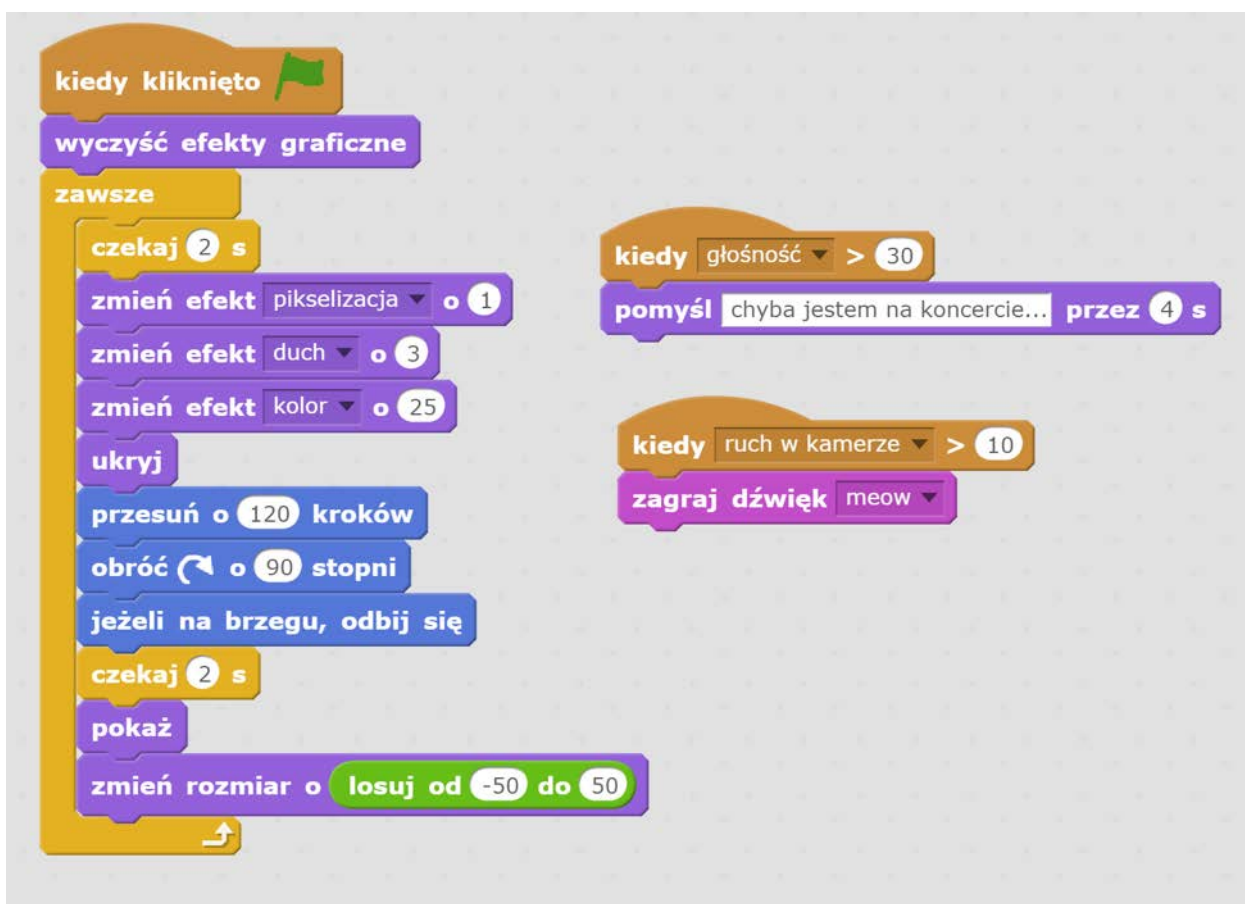 kiedy kliknięto
wyczyść efekty graficzne
zawsze
czekaj 2 s
zmień efekt pikselizacja o 1
zmień efekt duch o 3
zmień efekt kolor o 25
ukryj
przesuń o 120 kroków
obróć o 90 stopni
jeżeli na brzegu, odbij się
czekaj 2 s
pokaż
zmień rozmiar o losuj od -50 do 50
kiedy głośność > 30
pomyśl chyba jestem na koncercie... przez 4 s
kiedy ruch w kamerze > 10
zagraj dźwięk meow